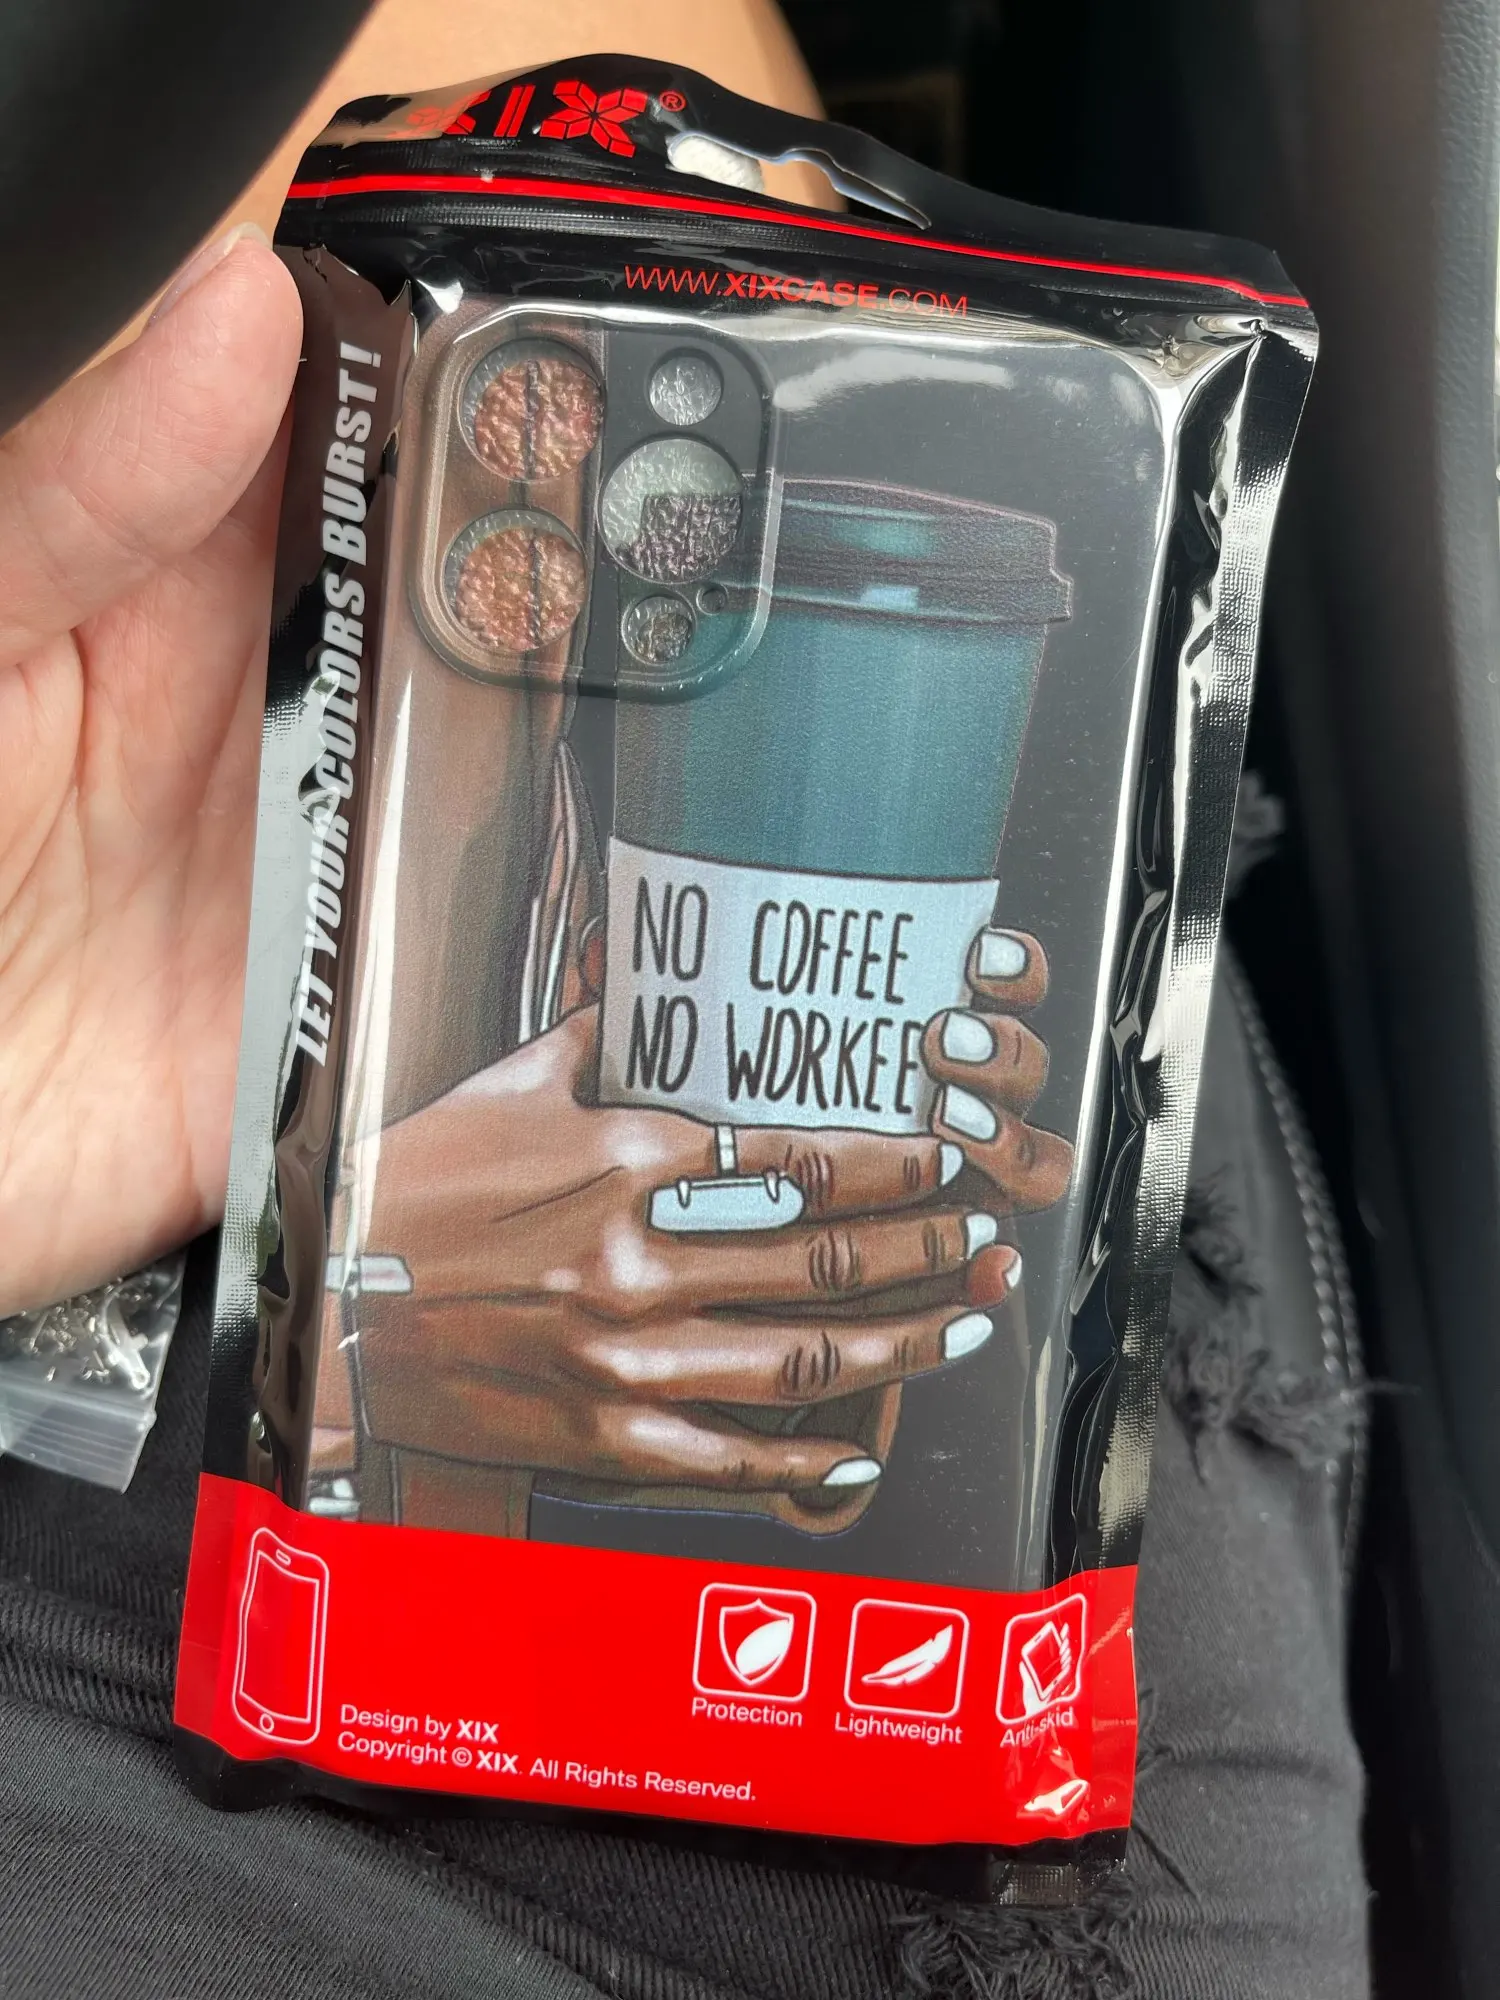 XIX®
WWW.XIXCASE.COM
LET YOUR COLORS BURST!
NO COFFEE
NO WORKEE
Protection
Lightweight
Anti-skid
Design by XIX
Copyright © XIX. All Rights Reserved.